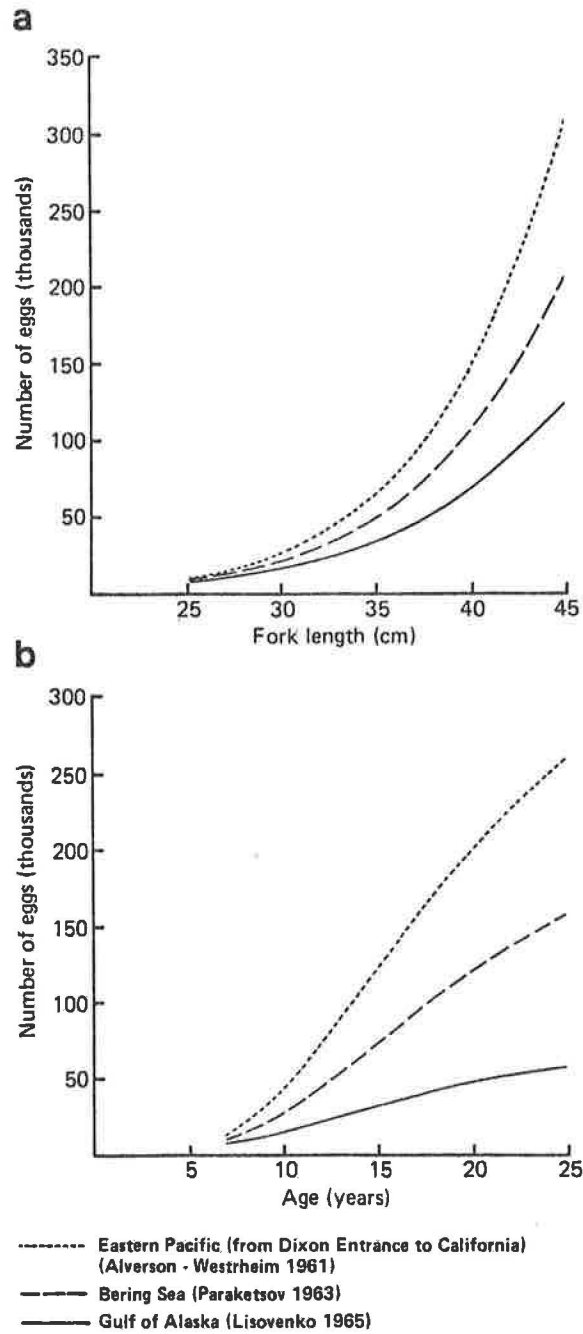 a
350
300
250
200
150
100
50
Number of eggs (thousands)
25 30 35 40 45
Fork length (cm)
b
300
250
200
150
100
50
Number of eggs (thousands)
5 10 15 20 25
Age (years)
Eastern Pacific (from Dixon Entrance to California)
(Alverson - Westrheim 1961)
Bering Sea (Paraketsov 1963)
Gulf of Alaska (Lisovenko 1965)